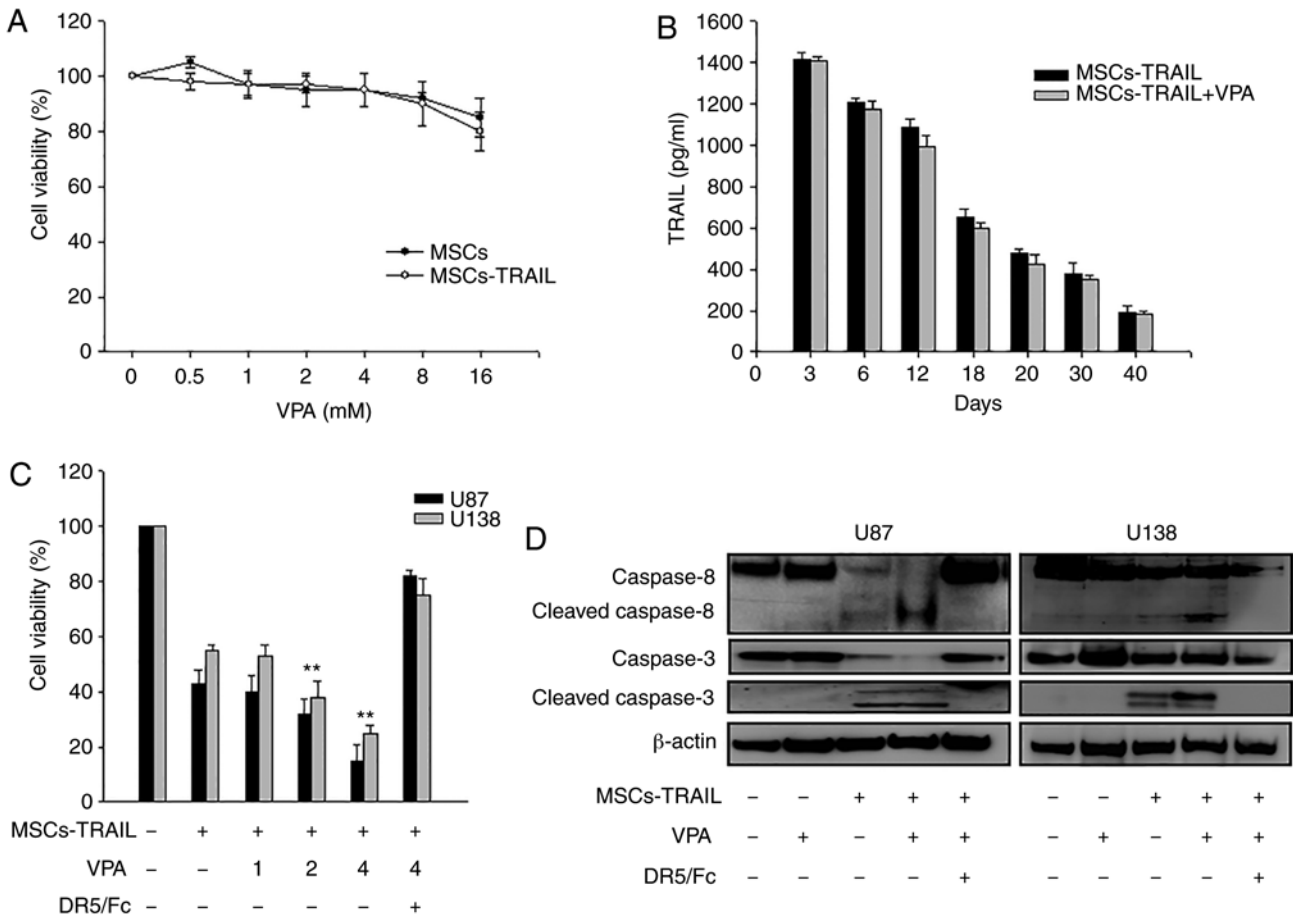 A
120
100
80
60
40
20
0
Cell viability (%)
0 0.5 1 2 4 8 16
VPA (mM)
MSCs
MSCs-TRAIL
B
1600
1400
1200
1000
800
600
400
200
0
TRAIL (pg/ml)
0 3 6 12 18 20 30 40
Days
MSCs-TRAIL
MSCs-TRAIL+VPA
C
120
100
80
60
40
20
0
Cell viability (%)
U87
U138
**
**
MSCs-TRAIL – + + + + +
VPA – – 1 2 4 4
DR5/Fc – – – – – +
D
U87 U138
Caspase-8
Cleaved caspase-8
Caspase-3
Cleaved caspase-3
β-actin
MSCs-TRAIL – – + + + – – + + +
VPA – + – + + – + – + +
DR5/Fc – – – – + – – – – +